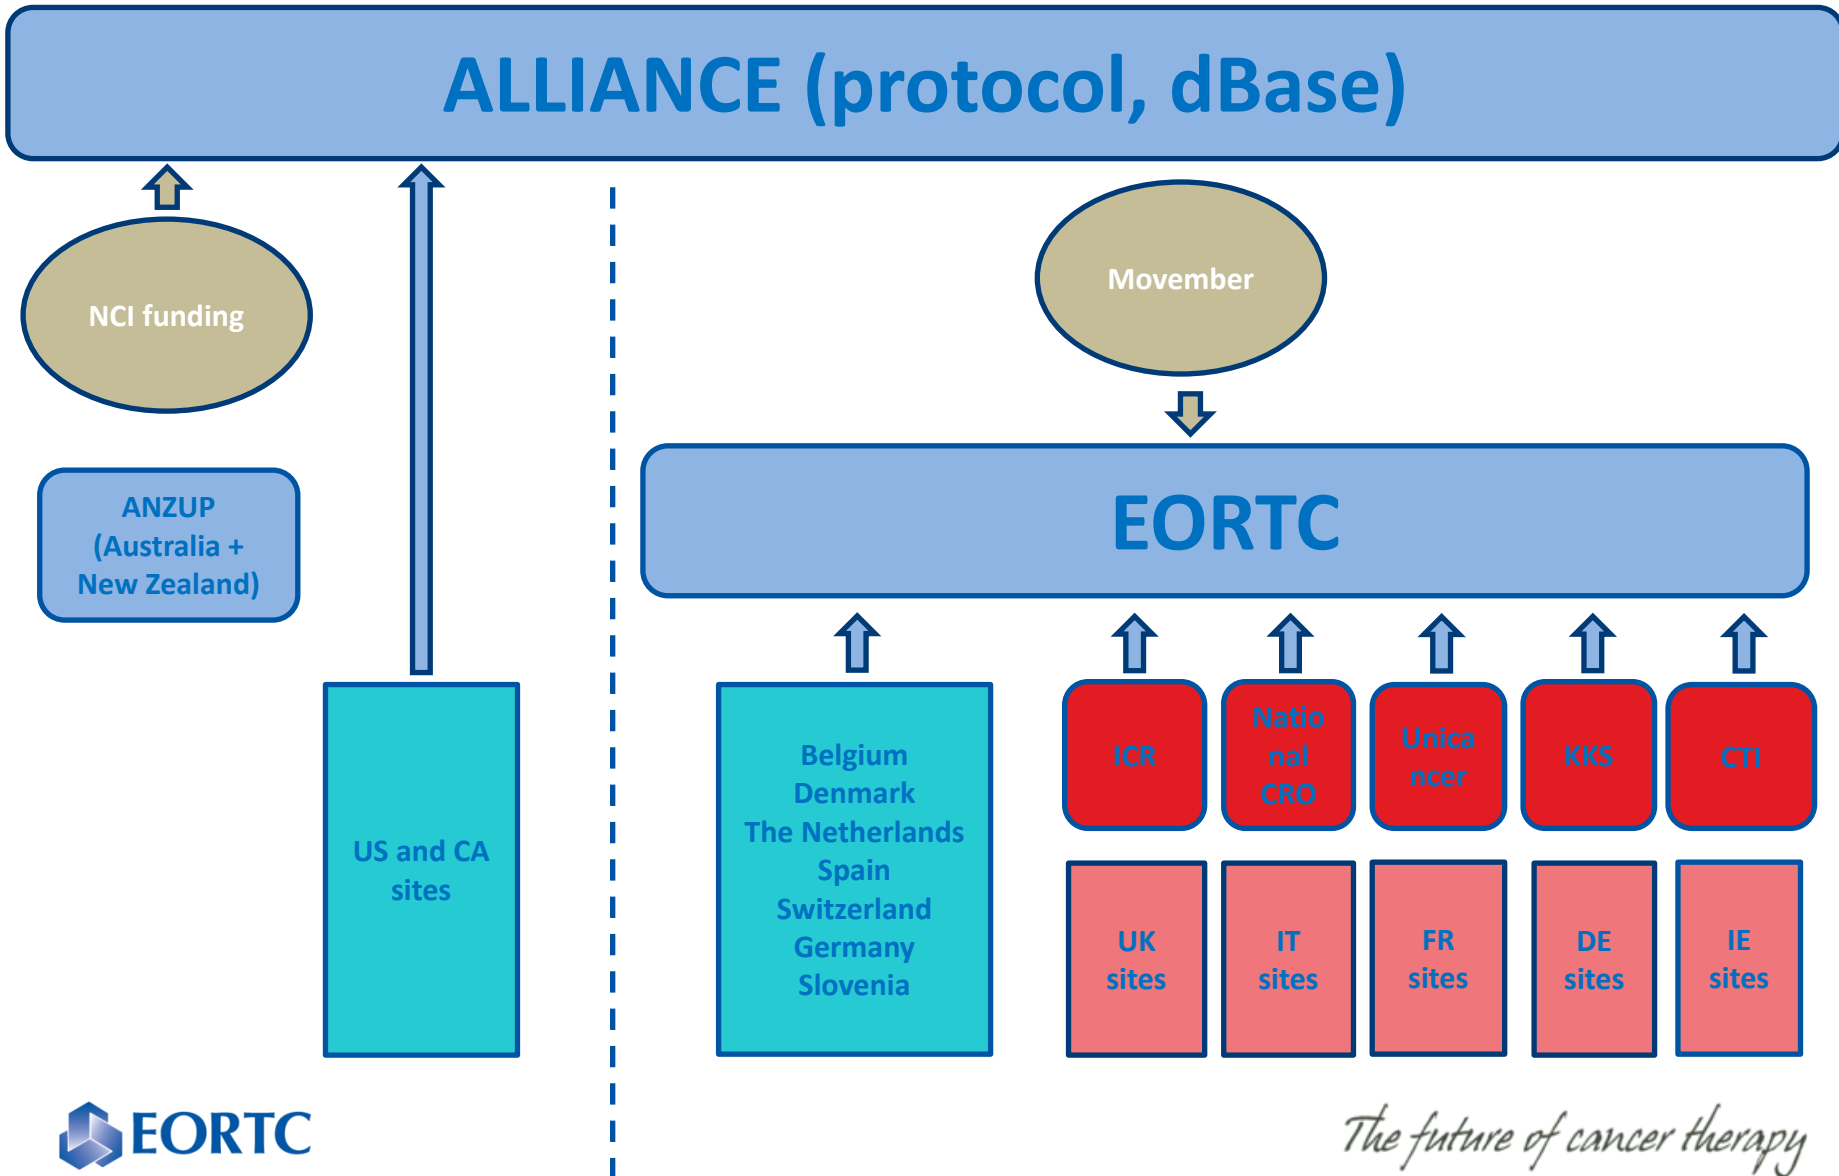 ALLIANCE (protocol, dBase)
NCI funding
Movember
ANZUP
(Australia +
New Zealand)
EORTC
US and CA
sites
Belgium
Denmark
The Netherlands
Spain
Switzerland
Germany
Slovenia
ICR
Natio
nal
CRO
Unica
ncer
KKS
CTI
UK
sites
IT
sites
FR
sites
DE
sites
IE
sites
EORTC
The future of cancer therapy